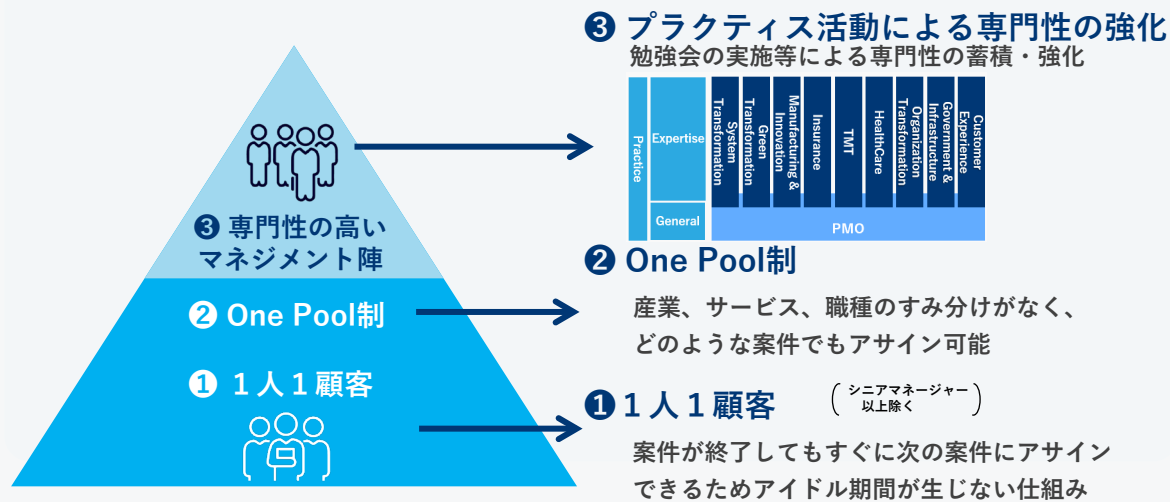 ❸ 専門性の高い
マネジメント陣
❷ One Pool制
❶ 1人1顧客
❸ プラクティス活動による専門性の強化
勉強会の実施等による専門性の蓄積・強化
Practice
Expertise
General
System
Transformation
Green
Transformation
Manufacturing &
Innovation
Insurance
TMT
HealthCare
Organization
Transformation
Government &
Infrastructure
Customer
Experience
PMO
❷ One Pool制
産業、サービス、職種のすみ分けがなく、
どのような案件でもアサイン可能
❶ 1人1顧客
(シニアマネージャー
以上除く)
案件が終了してもすぐに次の案件にアサイン
できるためアイドル期間が生じない仕組み